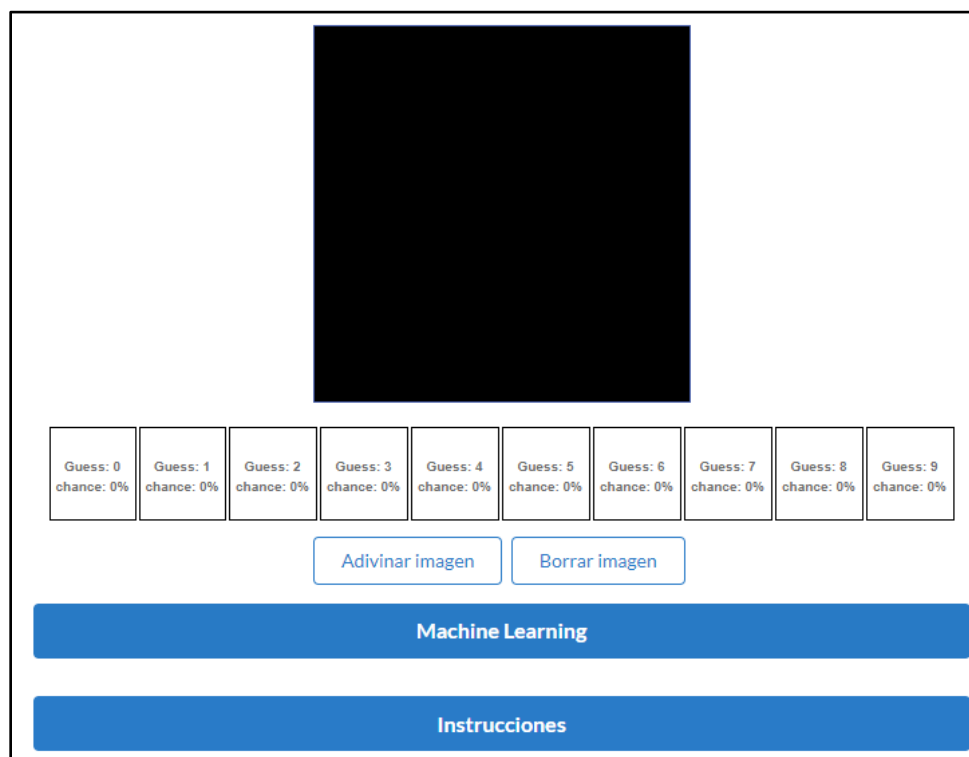 Guess: 0 Guess: 1 Guess: 2 Guess: 3 Guess: 4 Guess: 5 Guess: 6 Guess: 7 Guess: 8 Guess: 9
chance: 0% chance: 0% chance: 0% chance: 0% chance: 0% chance: 0% chance: 0% chance: 0% chance: 0% chance: 0%
Adivinar imagen Borrar imagen
Machine Learning
Instrucciones